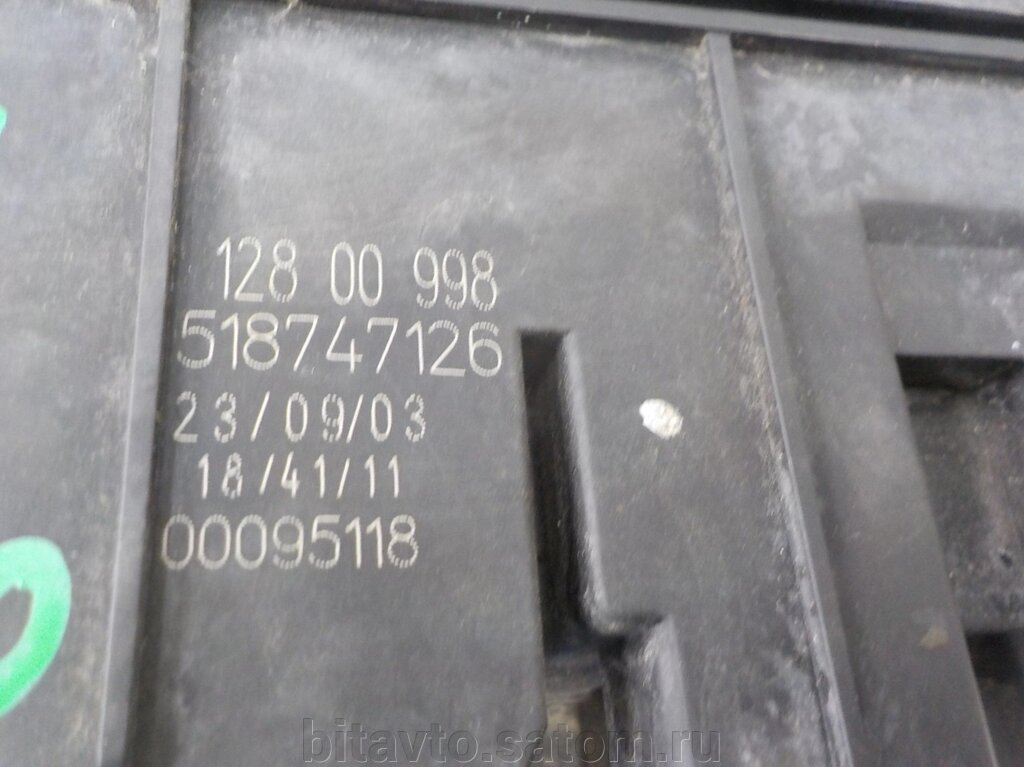 128 00 998
518747126
23/09/03
18/41/11
00095118
bitavto.satom.ru